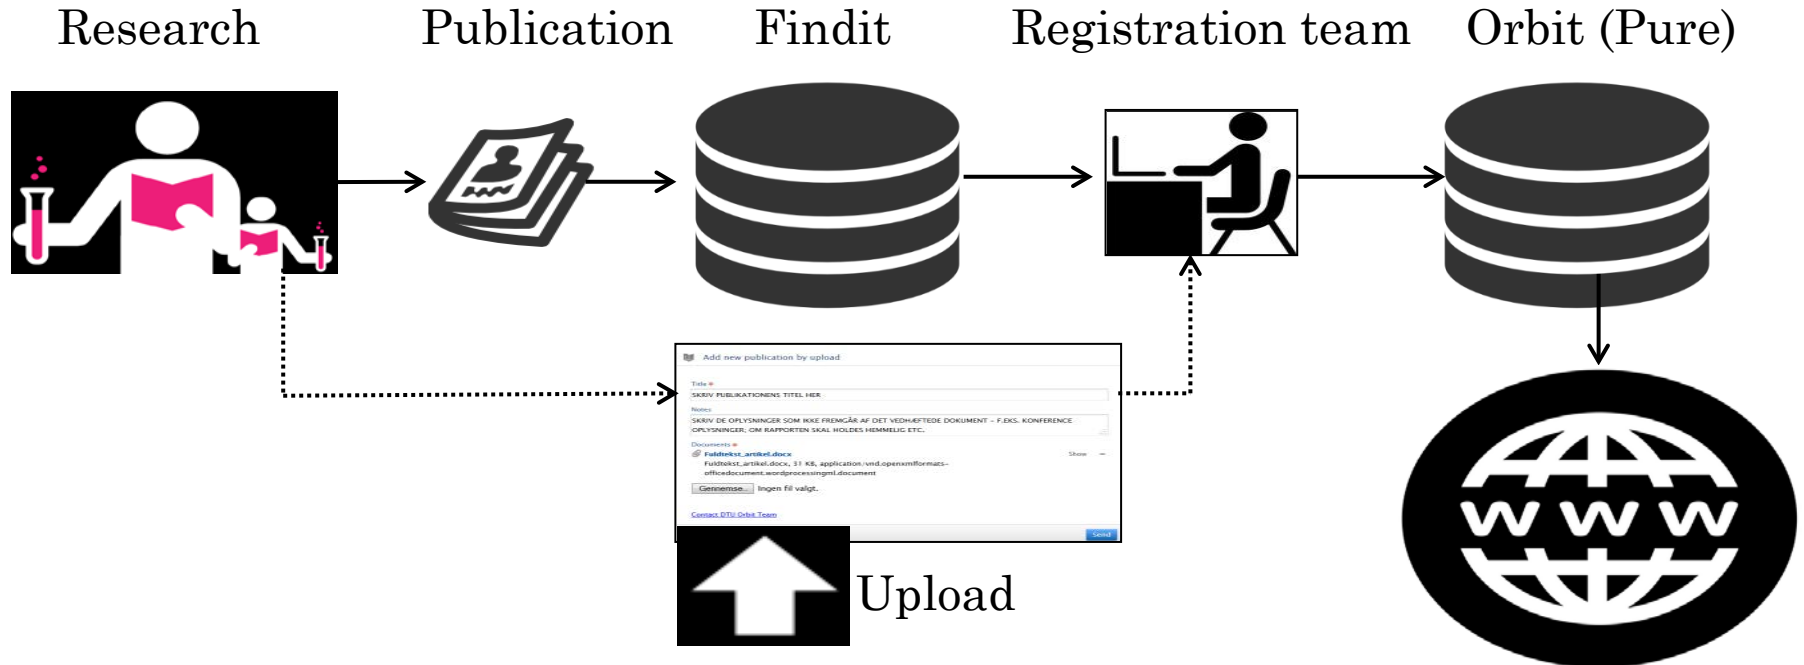 Research
Publication
Findit
Registration team
Orbit (Pure)
Add new publication by upload
Title *
SKRIV PUBLIKATIONENS TITEL HER
Notes
SKRIV DE OPLYSNINGER SOM IKKE FREMGÅR AF DET VEDHÆFTEDE DOKUMENT - F.EKS. KONFERENCE
OPLYSNINGER; OM RAPPORTEN SKAL HOLDES HEMMELIG ETC.
Documents *
Fuldtekst_artikel.docx
Show
Fuldtekst_artikel.docx, 31 KB, application/vnd.openxmlformats-
officedocument.wordprocessingml.document
Gennemse... Ingen fil valgt.
Contact DTU Orbit Team
Send
Upload
WWW